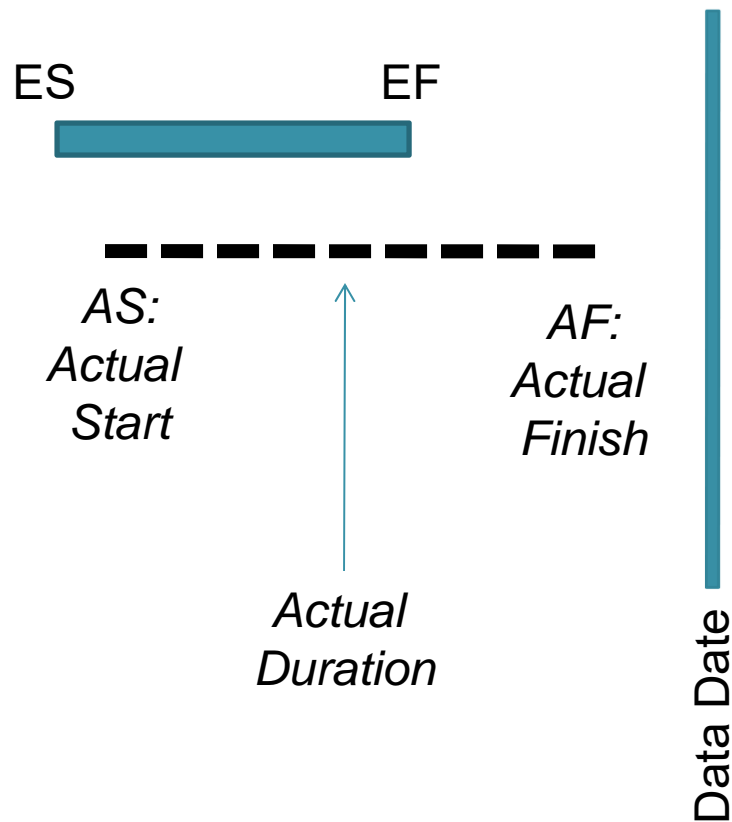 ES
EF
AS:
Actual
Start
AF:
Actual
Finish
Actual
Duration
Data Date